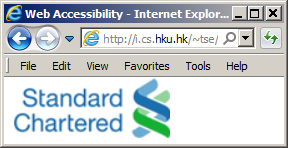 Web Accessibility - Internet Explor...
http://i.cs.hku.hk/~tse/
File Edit View Favorites Tools Help
Standard
Chartered